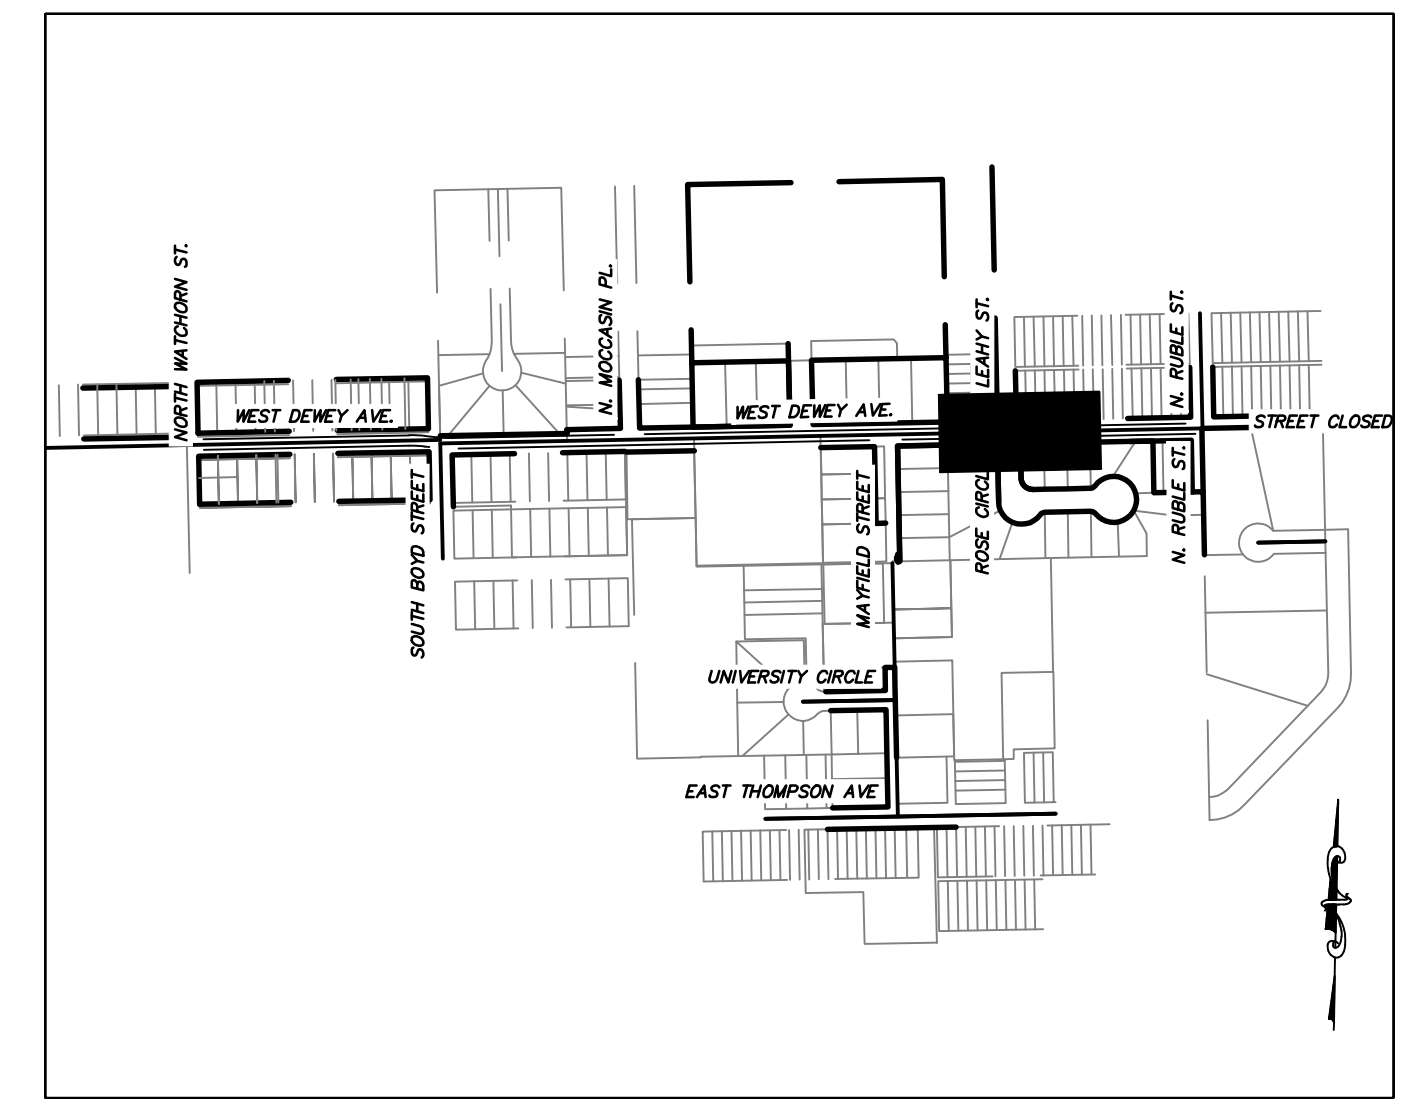 NORTH WATCHORN ST.
N. MOCCASIN PL.
LEAHY ST.
N. RUBLE ST.
WEST DEWEY AVE.
WEST DEWEY AVE.
STREET CLOSED
SOUTH BOYD STREET
MAYFIELD STREET
ROSE CIRCL
N. RUBLE ST.
UNIVERSITY CIRCLE
EAST THOMPSON AVE